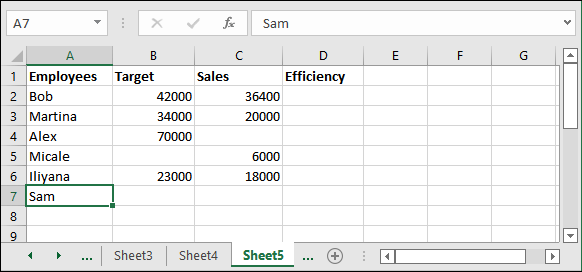 A7 fx Sam
A B C D E F G
1 Employees Target Sales Efficiency
2 Bob 42000 36400
3 Martina 34000 20000
4 Alex 70000
5 Micale 6000
6 Iliyana 23000 18000
7 Sam
8
9
... Sheet3 Sheet4 Sheet5 ...